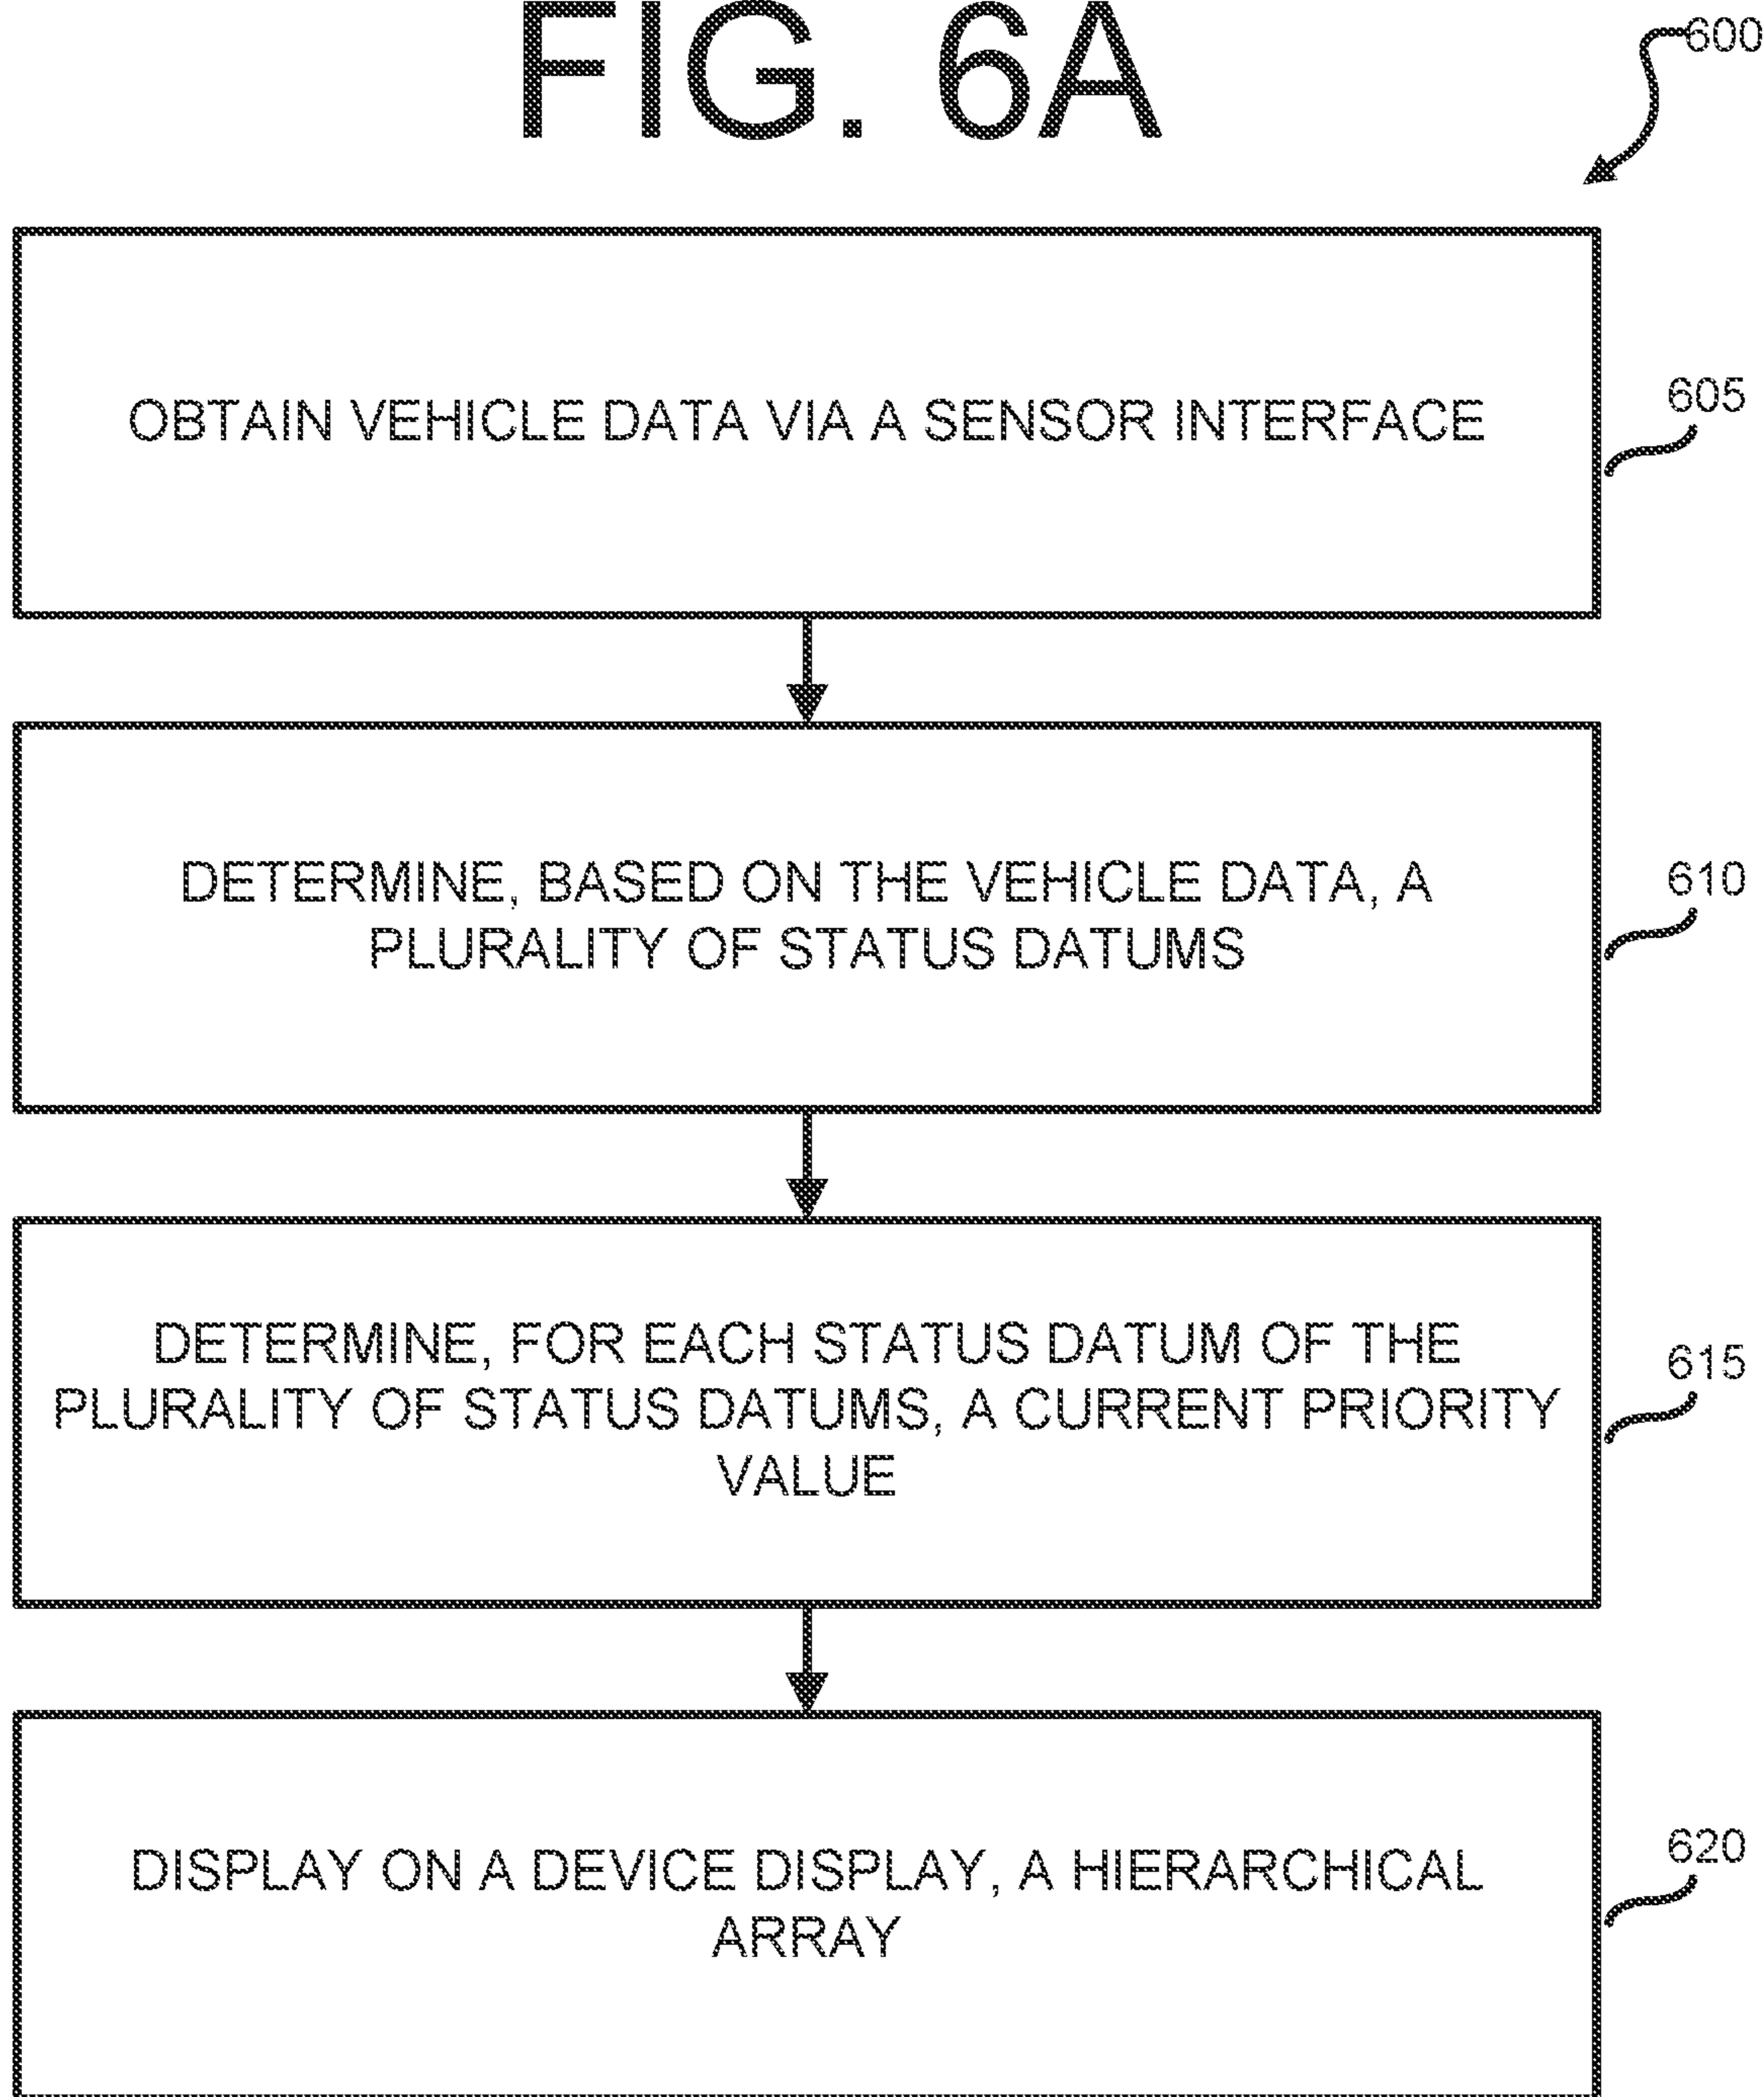 FIG. 6A
600
OBTAIN VEHICLE DATA VIA A SENSOR INTERFACE
605
DETERMINE, BASED ON THE VEHICLE DATA, A
PLURALITY OF STATUS DATUMS
610
DETERMINE, FOR EACH STATUS DATUM OF THE
PLURALITY OF STATUS DATUMS, A CURRENT PRIORITY
VALUE
615
DISPLAY ON A DEVICE DISPLAY, A HIERARCHICAL
ARRAY
620